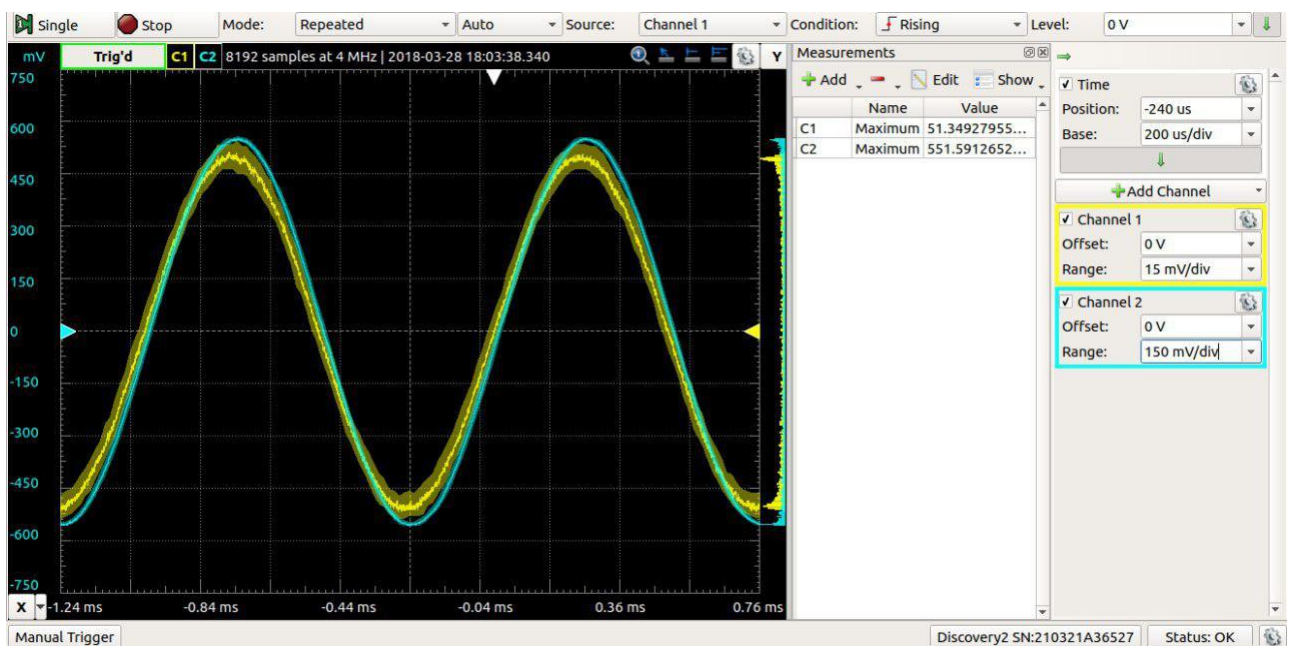 Single Stop Mode: Repeated Auto Source: Channel 1 Condition: Rising Level: 0 V
mV Trig'd C1 C2 8192 samples at 4 MHz | 2018-03-28 18:03:38.340 Y
750
600
450
300
150
0
-150
-300
-450
-600
-750
X -1.24 ms -0.84 ms -0.44 ms -0.04 ms 0.36 ms 0.76 ms
Measurements
Add Edit Show
Name Value
C1 Maximum 51.34927955...
C2 Maximum 551.5912652...
Time
Position: -240 us
Base: 200 us/div
Add Channel
Channel 1
Offset: 0 V
Range: 15 mV/div
Channel 2
Offset: 0 V
Range: 150 mV/div
Manual Trigger Discovery2 SN:210321A36527 Status: OK